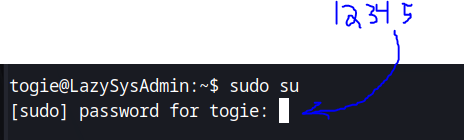 12345
togie@LazySysAdmin:~$ sudo su
[sudo] password for togie: